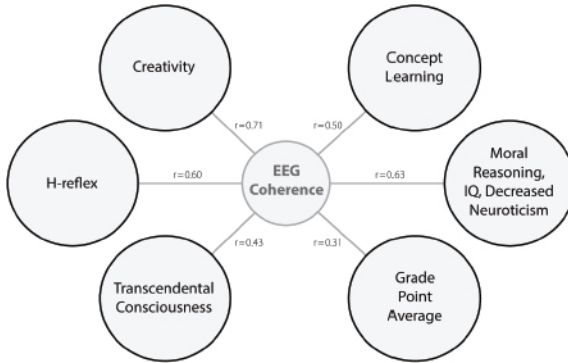 Creativity
Concept
Learning
r=0.71
r=0.50
H-reflex
r=0.60
EEG
Coherence
r=0.63
Moral
Reasoning,
IQ, Decreased
Neuroticism
r=0.43
r=0.31
Transcendental
Consciousness
Grade
Point
Average